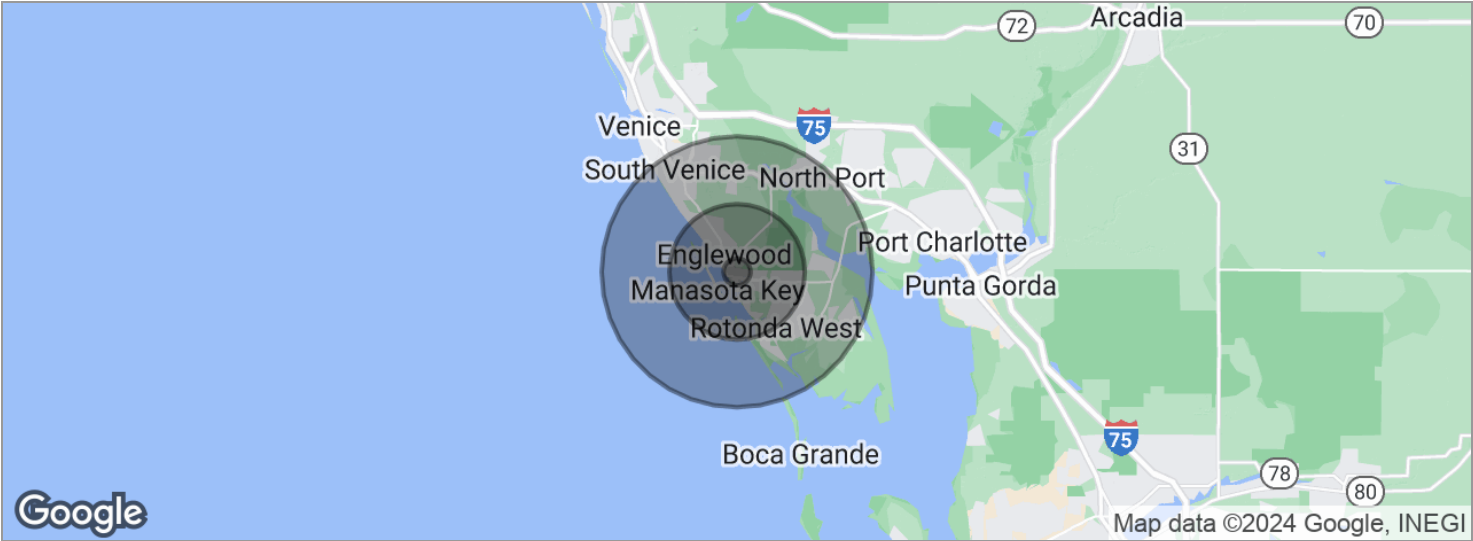 72
Arcadia
70
Venice
75
31
South Venice
North Port
Port Charlotte
Englewood
Manasota Key
Punta Gorda
Rotonda West
75
Boca Grande
78
80
Google
Map data ©2024 Google, INEGI